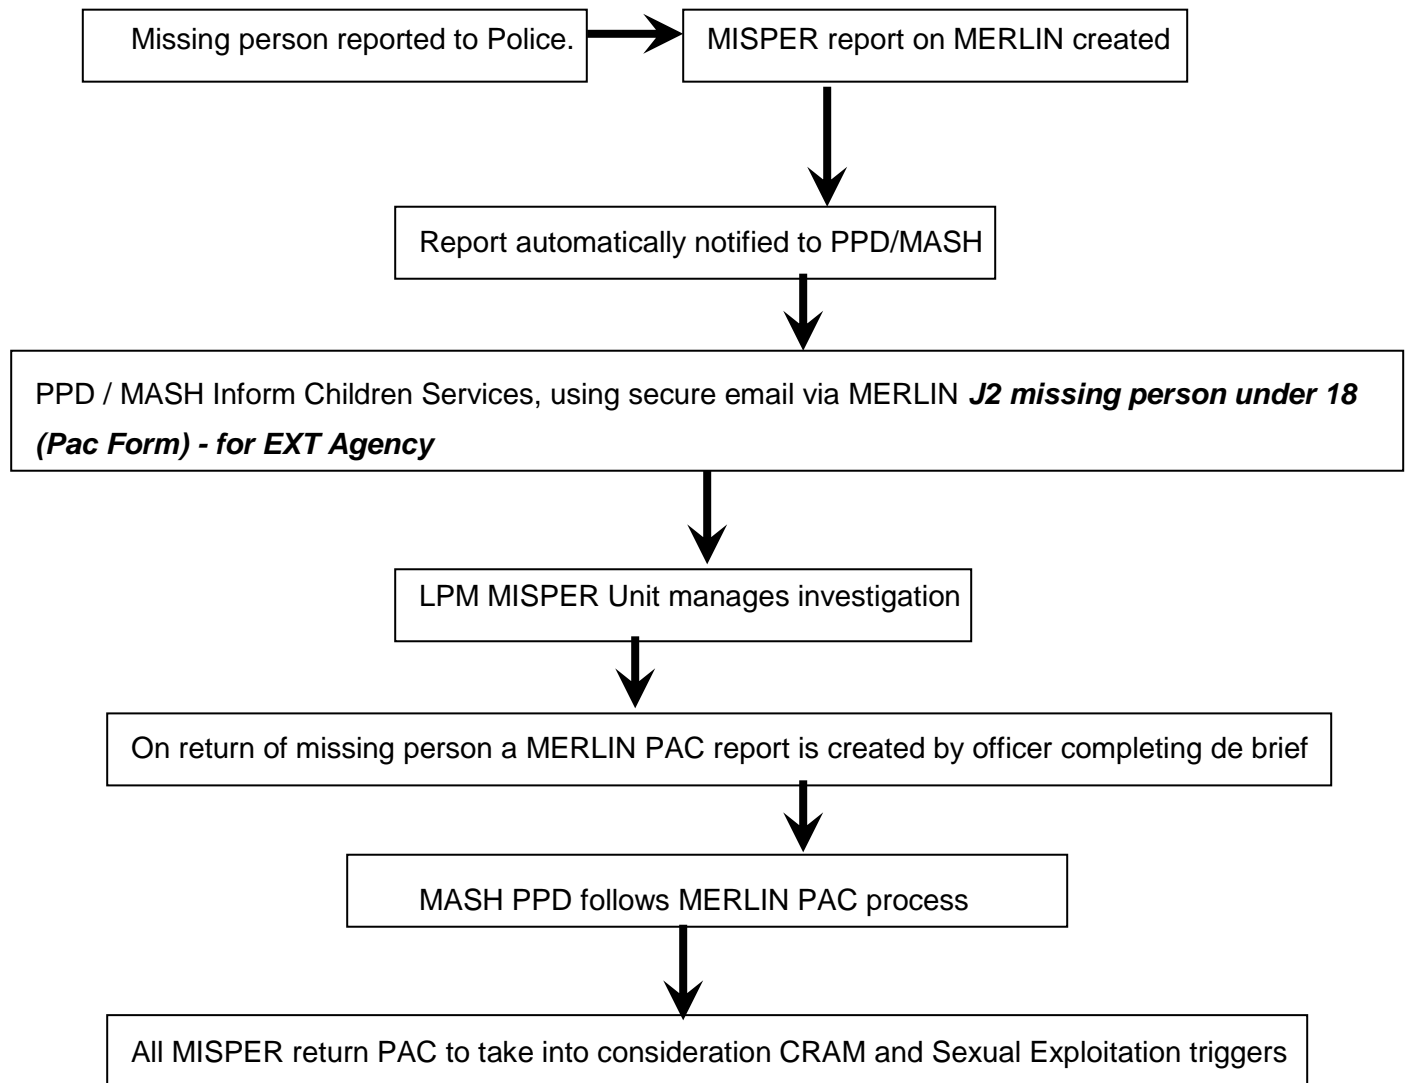 Missing person reported to Police.
MISPER report on MERLIN created
Report automatically notified to PPD/MASH
PPD / MASH Inform Children Services, using secure email via MERLIN J2 missing person under 18
(Pac Form) - for EXT Agency
LPM MISPER Unit manages investigation
On return of missing person a MERLIN PAC report is created by officer completing de brief
MASH PPD follows MERLIN PAC process
All MISPER return PAC to take into consideration CRAM and Sexual Exploitation triggers